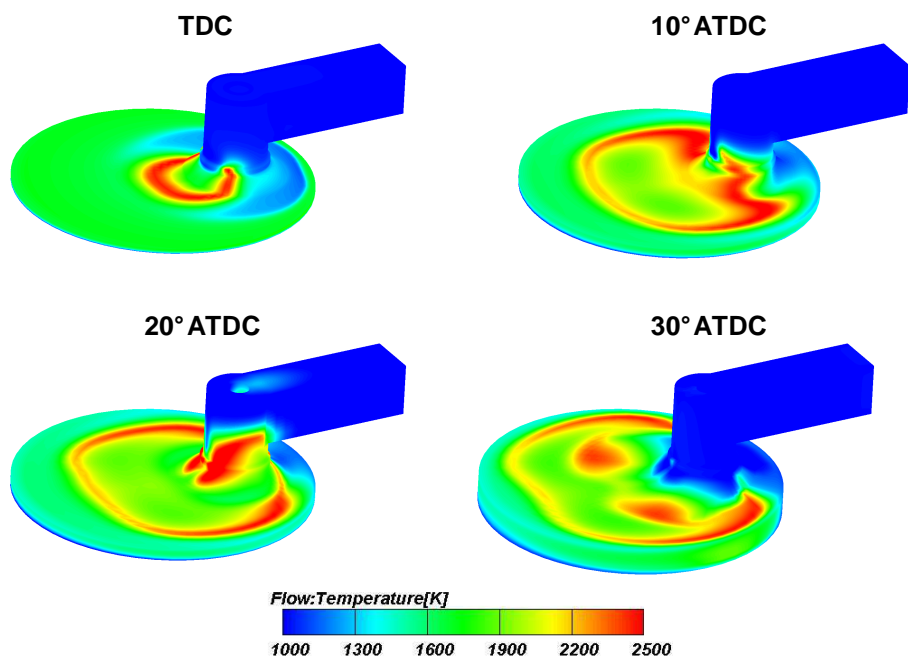 TDC
10° ATDC
20° ATDC
30° ATDC
Flow:Temperature[K]
1000 1300 1600 1900 2200 2500